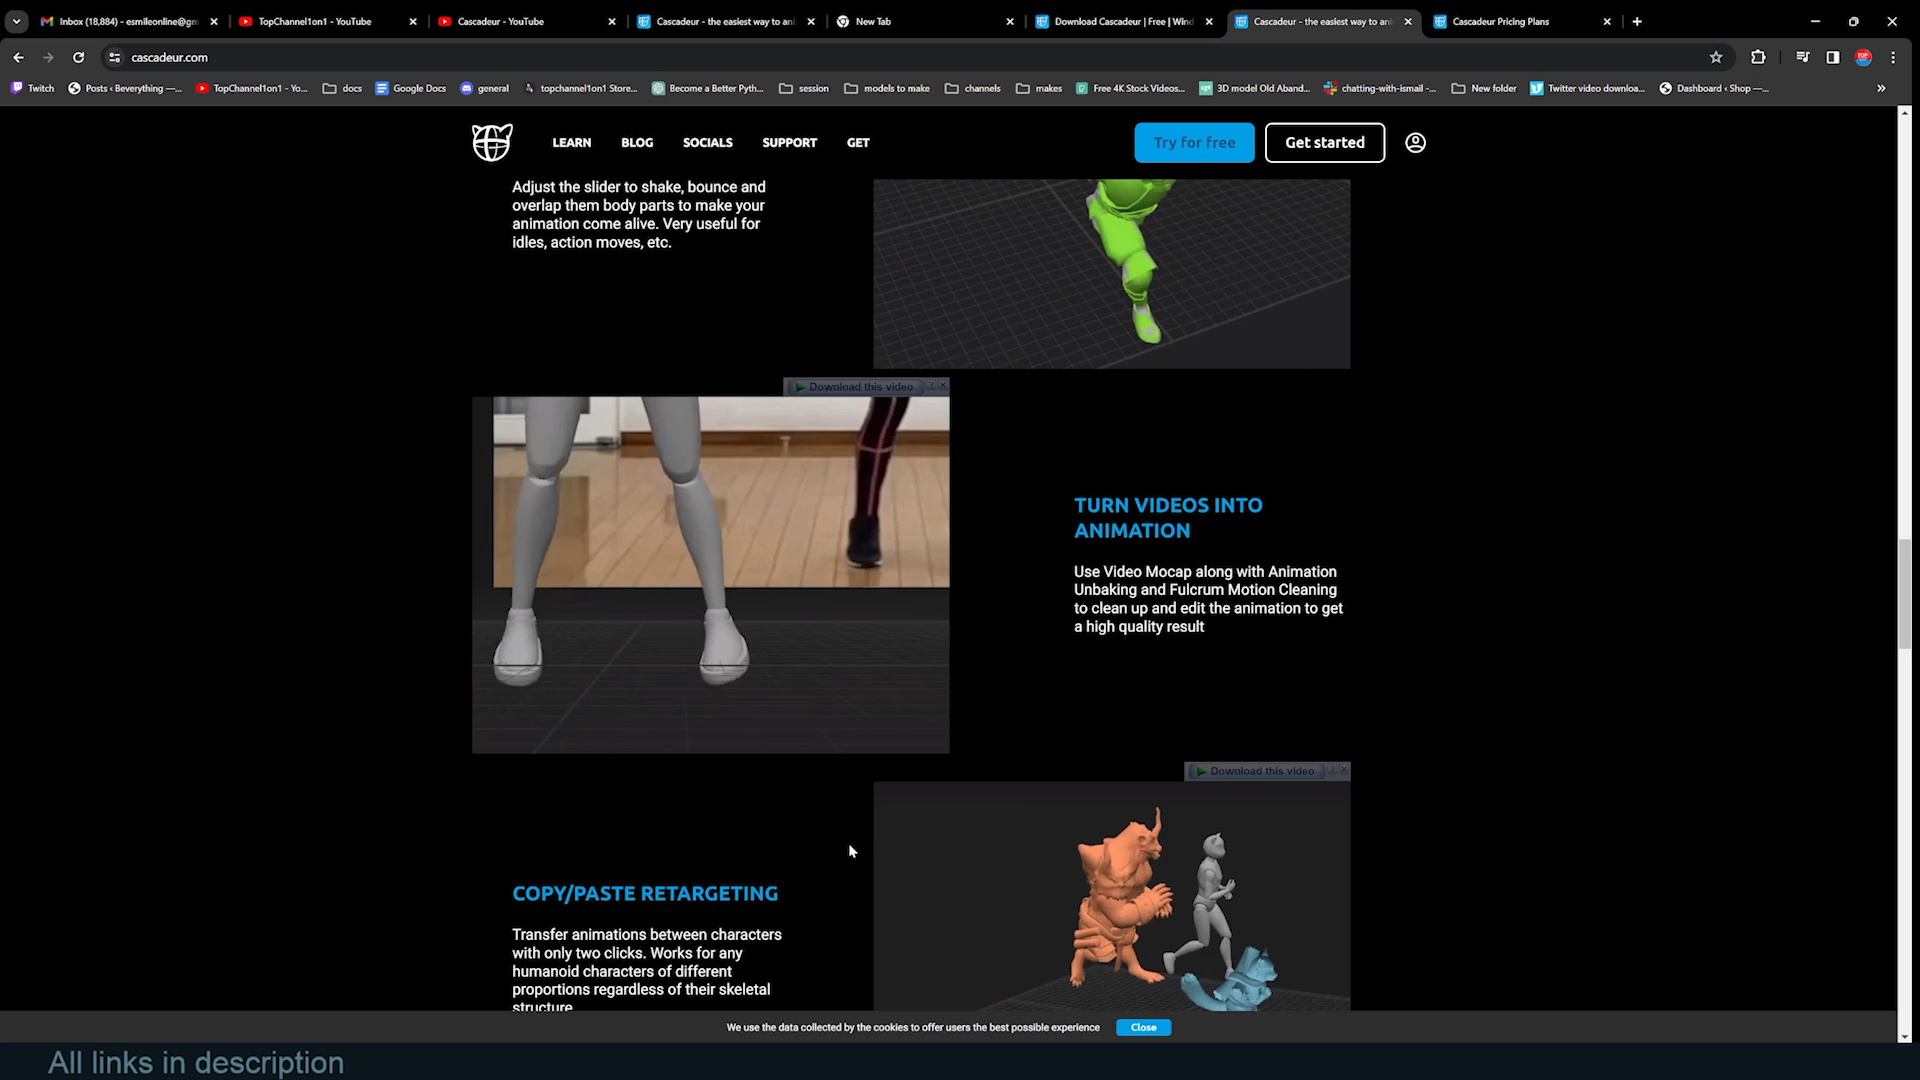 Inbox (18,884) - esmileonline@gm
TopChannel1on1 - YouTube
Cascadeur - YouTube
Cascadeur - the easiest way to ani
New Tab
Download Cascadeur | Free | Wind
Cascadeur - the easiest way to ani
Cascadeur Pricing Plans
cascadeur.com
Twitch
Posts ‹ Beverything —...
TopChannel1on1 - Yo...
docs
Google Docs
general
topchannel1on1 Store...
Become a Better Pyth...
session
models to make
channels
makes
Free 4K Stock Videos...
3D model Old Aband...
chatting-with-ismail -...
New folder
Twitter video downloa...
Dashboard ‹ Shop —...
LEARN
BLOG
SOCIALS
SUPPORT
GET
Try for free
Get started
Adjust the slider to shake, bounce and
overlap them body parts to make your
animation come alive. Very useful for
idles, action moves, etc.
Download this video
TURN VIDEOS INTO
ANIMATION
Use Video Mocap along with Animation
Unbaking and Fulcrum Motion Cleaning
to clean up and edit the animation to get
a high quality result
Download this video
COPY/PASTE RETARGETING
Transfer animations between characters
with only two clicks. Works for any
humanoid characters of different
proportions regardless of their skeletal
structure
We use the data collected by the cookies to offer users the best possible experience
Close
All links in description